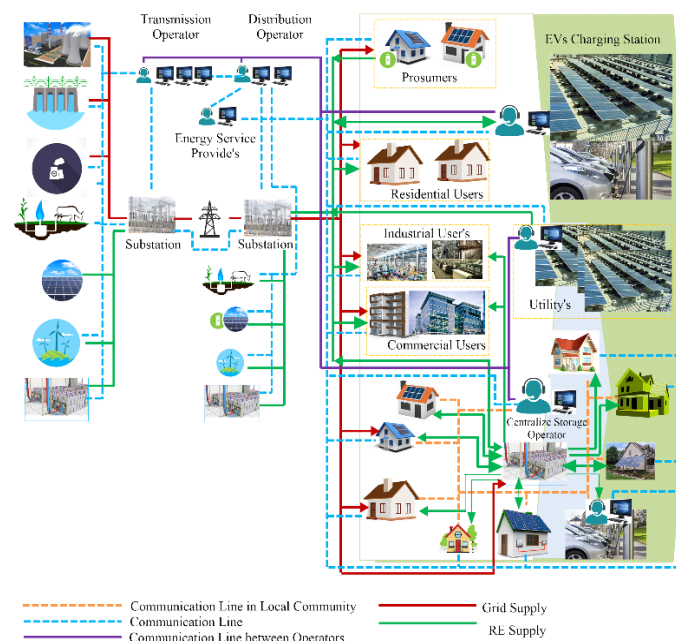 Transmission
Operator
Distribution
Operator
EVs Charging Station
Prosumers
Energy Service
Provide's
Residential Users
Substation
Substation
Industrial User's
Utility's
Commercial Users
Centralize Storage
Operator
Communication Line in Local Community
Communication Line
Communication Line between Operators
Grid Supply
RE Supply